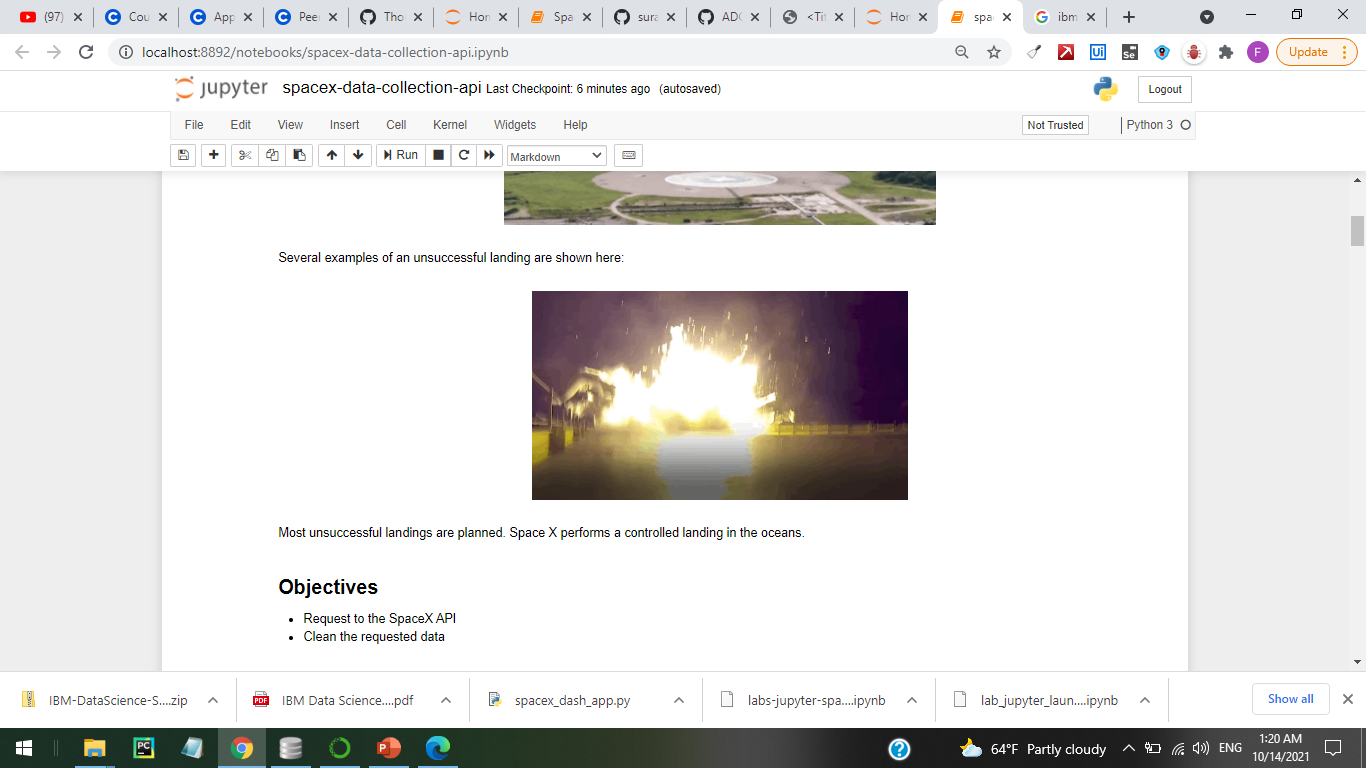 (97)
Cou
App
Peer
Tho
Hon
Spa
sura
ADC
<Tit
Hor
spac
ibm
localhost:8892/notebooks/spacex-data-collection-api.ipynb
Update
jupyter spacex-data-collection-api Last Checkpoint: 6 minutes ago (autosaved)
Logout
File Edit View Insert Cell Kernel Widgets Help
Not Trusted
Python 3
Run
Markdown
Several examples of an unsuccessful landing are shown here:
Most unsuccessful landings are planned. Space X performs a controlled landing in the oceans.
Objectives
Request to the SpaceX API
Clean the requested data
IBM-DataScience-S....zip
IBM Data Science....pdf
spacex_dash_app.py
labs-jupyter-spa....ipynb
lab_jupyter_laun....ipynb
Show all
64°F Partly cloudy
ENG
1:20 AM
10/14/2021